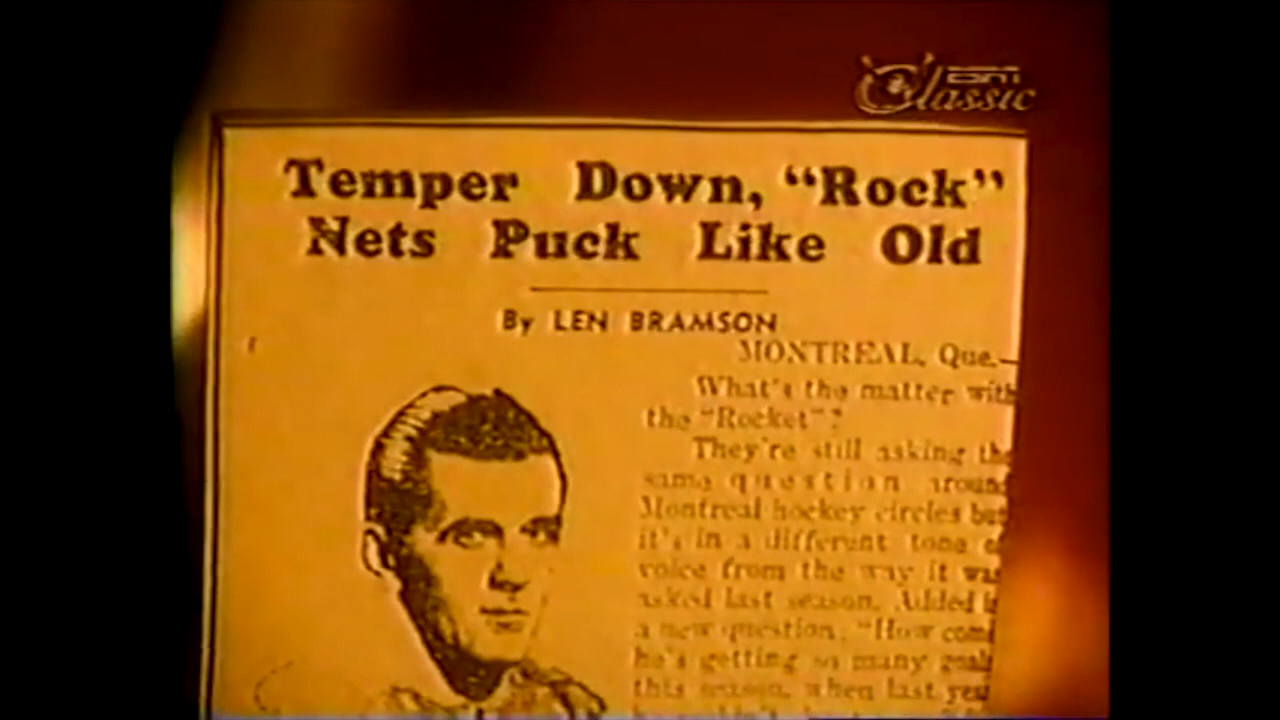 Classic
Temper Down, "Rock"
Nets Puck Like Old
By LEN BRAMSON
MONTREAL, Que.—
What's the matter with
the "Rocket"?
They're still asking the
same question around
Montreal hockey circles but
it's in a different tone of
voice from the way it was
asked last season. Added is
a new question, "How come
he's getting so many goals
this season, when last year